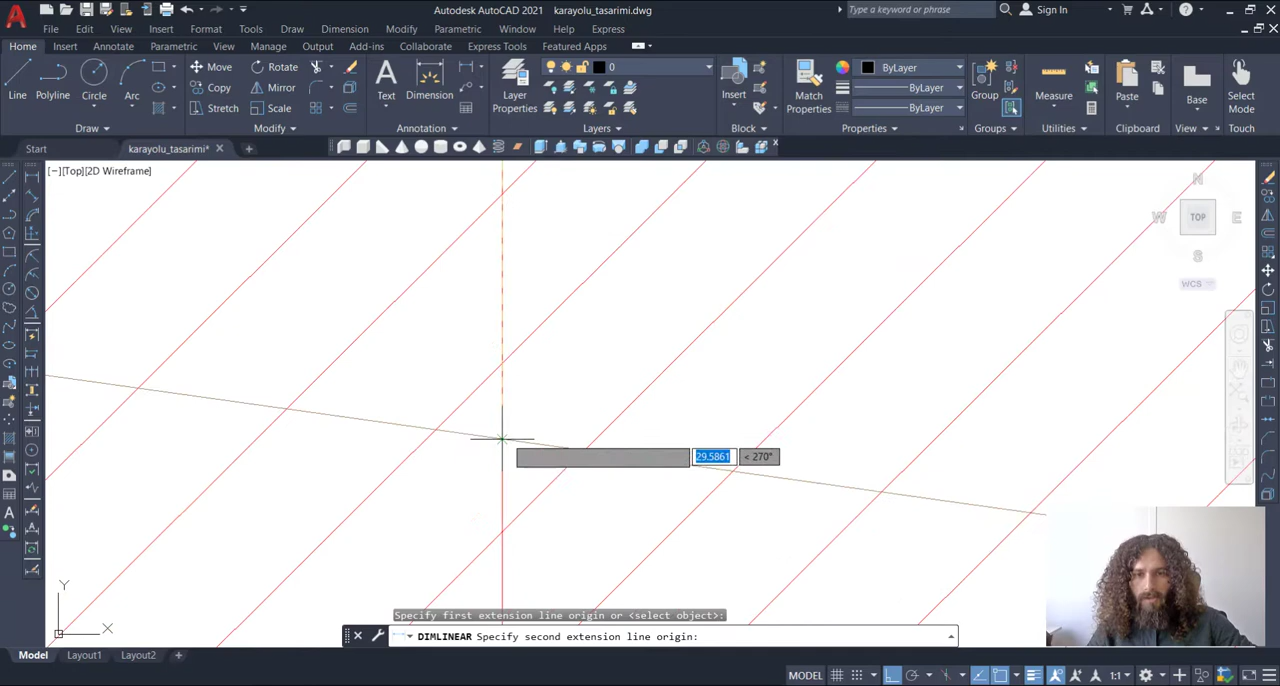 Autodesk AutoCAD 2021 karayolu_tasarimi.dwg
Type a keyword or phrase
Sign In
File Edit View Insert Format Tools Draw Dimension Modify Parametric Window Help Express
Home Insert Annotate Parametric View Manage Output Add-ins Collaborate Express Tools Featured Apps
Line Polyline Circle Arc
Move Rotate
Copy Mirror
Stretch Scale
Text Dimension
Layer Properties
0
Insert
Match Properties
ByLayer
ByLayer
ByLayer
Group
Measure
Paste
Base
Select Mode
Draw Modify Annotation Layers Block Properties Groups Utilities Clipboard View Touch
Start karayolu_tasarimi*
[−][Top][2D Wireframe]
N
W TOP E
S
WCS
29.5861 < 270°
Y
X
Specify first extension line origin or <select object>:
DIMLINEAR Specify second extension line origin:
Model Layout1 Layout2
MODEL 1:1